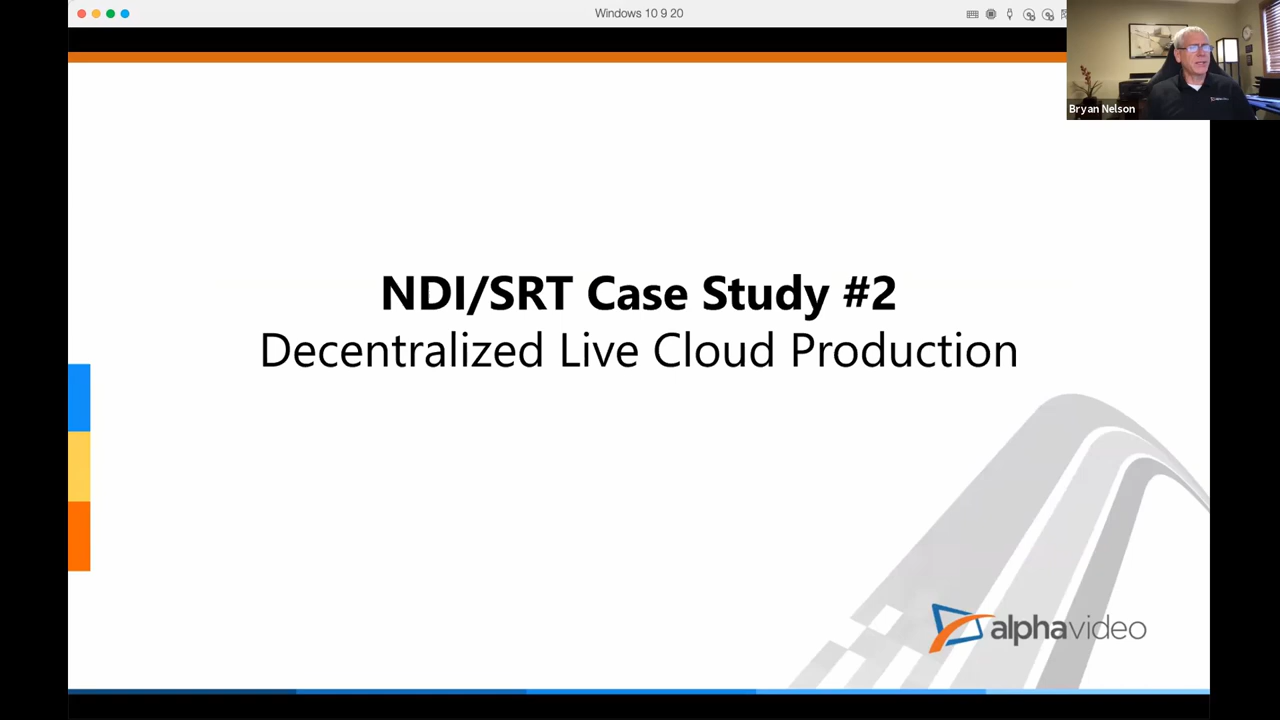 Windows 10 9 20
Bryan Nelson
NDI/SRT Case Study #2
Decentralized Live Cloud Production
alphavideo